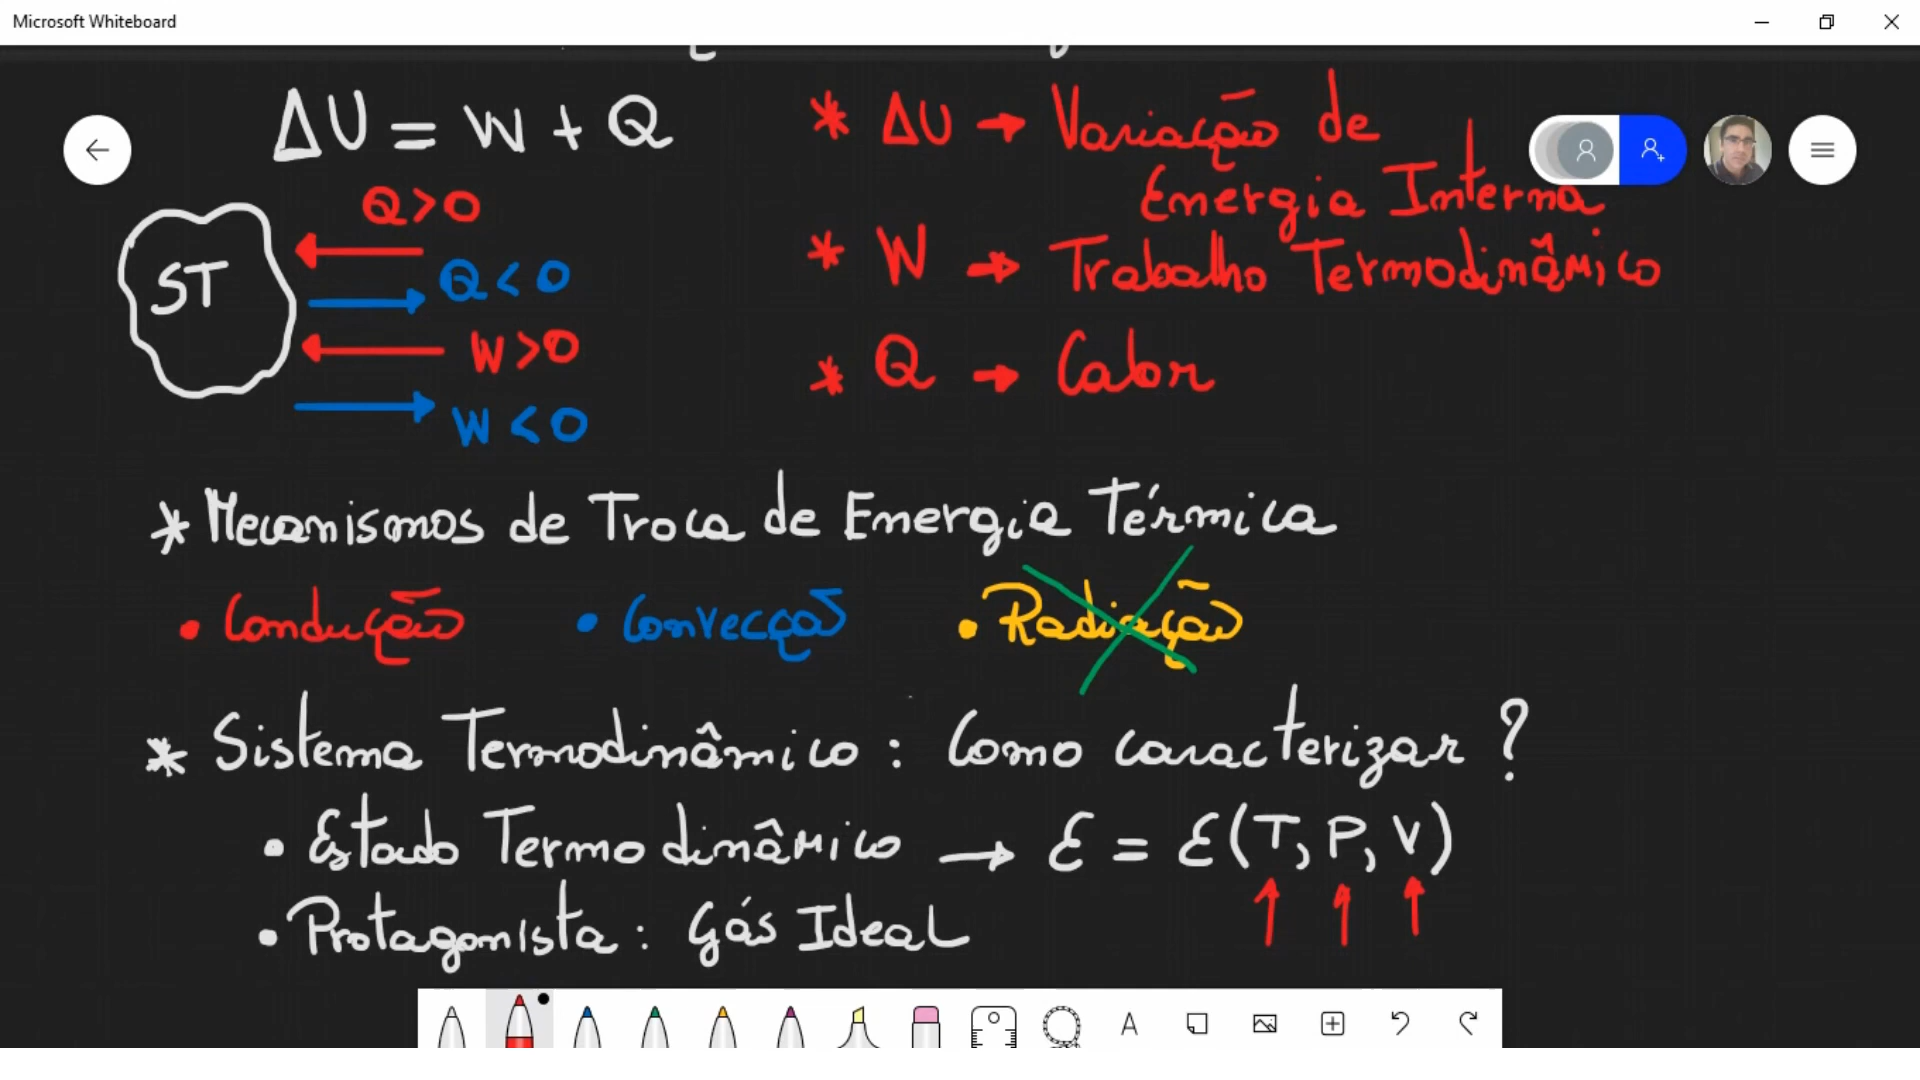 Microsoft Whiteboard
ΔU = W + Q
* ΔU → Variação de
Energia Interna
Q>0
ST
Q<0
* W → Trabalho Termodinâmico
W>0
* Q → Calor
W<0
* Mecanismos de Troca de Energia Térmica
• Condução • Convecção • Radiação
* Sistema Termodinâmico: Como caracterizar?
• Estado Termodinâmico → Ɛ = Ɛ(T, P, V)
• Protagonista: Gás Ideal